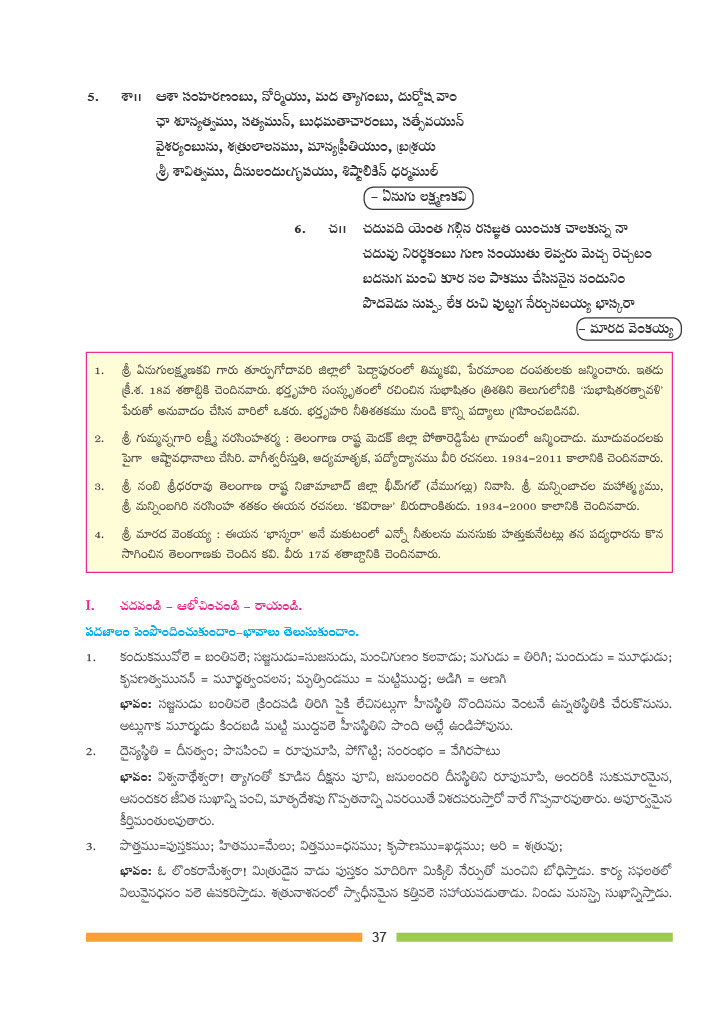 5. శా॥ ఆశా సంహరణంబు, నోర్మియు, మద త్యాగంబు, దుర్దోష వాం
ఛా శూన్యత్వము, సత్యమున్, బుధమతాచారంబు, సత్సేవయున్
వైశర్యంబును, శత్రులాలనము, మాన్యప్రీతియుం, బ్రశ్రయ
శ్రీ శావిత్వము, దీనులందుఁగృపయు, శిష్టాలికిన్ ధర్మముల్
– ఏనుగు లక్ష్మణకవి
6. చ॥ చదువది యెంత గల్గిన రసజ్ఞత యించుక చాలకున్న నా
చదువు నిరర్థకంబు గుణ సంయుతు లెవ్వరు మెచ్చ రెచ్చటం
బదనుగ మంచి కూర నల పాకము చేసిననైన నందునిం
పొదవెడు నుప్పు లేక రుచి వుట్టగ నేర్చునటయ్య భాస్కరా
– మారద వెంకయ్య
1. శ్రీ ఏనుగులక్ష్మణకవి గారు తూర్పుగోదావరి జిల్లాలో పెద్దాపురంలో తిమ్మకవి, పేరమాంబ దంపతులకు జన్మించారు. ఇతడు
క్రీ.శ. 18వ శతాబ్దికి చెందినవారు. భర్తృహరి సంస్కృతంలో రచించిన సుభాషితం త్రిశతిని తెలుగులోనికి ‘సుభాషితరత్నావళి’
పేరుతో అనువాదం చేసిన వారిలో ఒకరు. భర్తృహరి నీతిశతకము నుండి కొన్ని పద్యాలు గ్రహించబడినవి.
2. శ్రీ గుమ్మన్నగారి లక్ష్మీ నరసింహశర్మ : తెలంగాణ రాష్ట్ర మెదక్ జిల్లా పోతారెడ్డిపేట గ్రామంలో జన్మించాడు. మూడువందలకు
పైగా ఆష్టావధానాలు చేసిరి. వాగీశ్వరీస్తుతి, ఆద్యమాతృక, పద్యోద్యానము వీరి రచనలు. 1934–2011 కాలానికి చెందినవారు.
3. శ్రీ నంబి శ్రీధరరావు తెలంగాణ రాష్ట్ర నిజామాబాద్ జిల్లా భీమ్‌గల్ (వేముగల్లు) నివాసి. శ్రీ మన్నింబాచల మహాత్మ్యము,
శ్రీ మన్నింబగిరి నరసింహ శతకం ఈయన రచనలు. ‘కవిరాజు’ బిరుదాంకితుడు. 1934–2000 కాలానికి చెందినవారు.
4. శ్రీ మారద వెంకయ్య : ఈయన ‘భాస్కరా’ అనే మకుటంలో ఎన్నో నీతులను మనసుకు హత్తుకునేటట్లు తన పద్యధారను కొన
సాగించిన తెలంగాణకు చెందిన కవి. వీరు 17వ శతాబ్దానికి చెందినవారు.
I. చదవండి – ఆలోచించండి – రాయండి.
పదజాలం పెంపొందించుకుందాం–భావాలు తెలుసుకుందాం.
1. కందుకమువోలె = బంతివలె; సజ్జనుడు=సుజనుడు, మంచిగుణం కలవాడు; మగుడు = తిరిగి; మందుడు = మూఢుడు;
కృపణత్వమునన్ = మూర్ఖత్వంవలన; మృత్పిండము = మట్టిముద్ద; అడిగి = అణగి
భావం: సజ్జనుడు బంతివలె క్రిందపడి తిరిగి పైకి లేచినట్లుగా హీనస్థితి నొందినను వెంటనే ఉన్నతస్థితికి చేరుకొనును.
అట్లుగాక మూర్ఖుడు కిందబడి మట్టి ముద్దవలె హీనస్థితిని పొంది అట్లే ఉండిపోవును.
2. దైన్యస్థితి = దీనత్వం; పానపించి = రూపుమాపి, పోగొట్టి; సంరంభం = వేగిరపాటు
భావం: విశ్వనాథేశ్వరా! త్యాగంతో కూడిన దీక్షను పూని, జనులందరి దీనస్థితిని రూపుమాపి, అందరికి సుకుమారమైన,
ఆనందకర జీవిత సుఖాన్ని పంచి, మాతృదేశపు గొప్పతనాన్ని ఎవరయితే విశదపరుస్తారో వారే గొప్పవారవుతారు. అపూర్వమైన
కీర్తిమంతులవుతారు.
3. పొత్తము=పుస్తకము; హితము=మేలు; విత్తము=ధనము; కృపాణము=ఖడ్గము; అరి = శత్రువు;
భావం: ఓ లొంకరామేశ్వరా! మిత్రుడైన వాడు పుస్తకం మాదిరిగా మిక్కిలి నేర్పుతో మంచిని బోధిస్తాడు. కార్య సఫలతలో
విలువైనధనం వలె ఉపకరిస్తాడు. శత్రునాశనంలో స్వాధీనమైన కత్తివలె సహాయపడుతాడు. నిండు మనస్సై సుఖాన్నిస్తాడు.
37